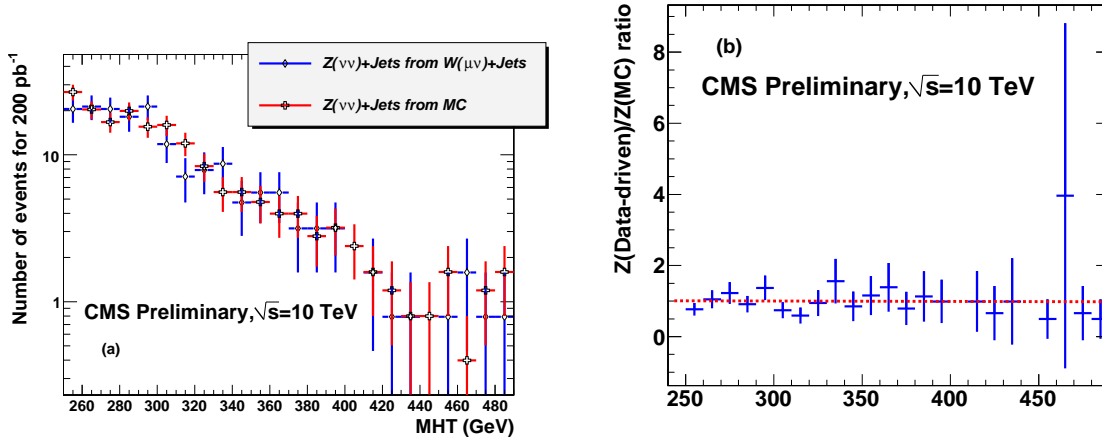 Z(νν)+Jets from W(μν)+Jets
Z(νν)+Jets from MC
Number of events for 200 pb⁻¹
10
1
CMS Preliminary,√s=10 TeV
(a)
260 280 300 320 340 360 380 400 420 440 460 480
MHT (GeV)
(b)
CMS Preliminary,√s=10 TeV
Z(Data-driven)/Z(MC) ratio
8
6
4
2
0
250 300 350 400 450